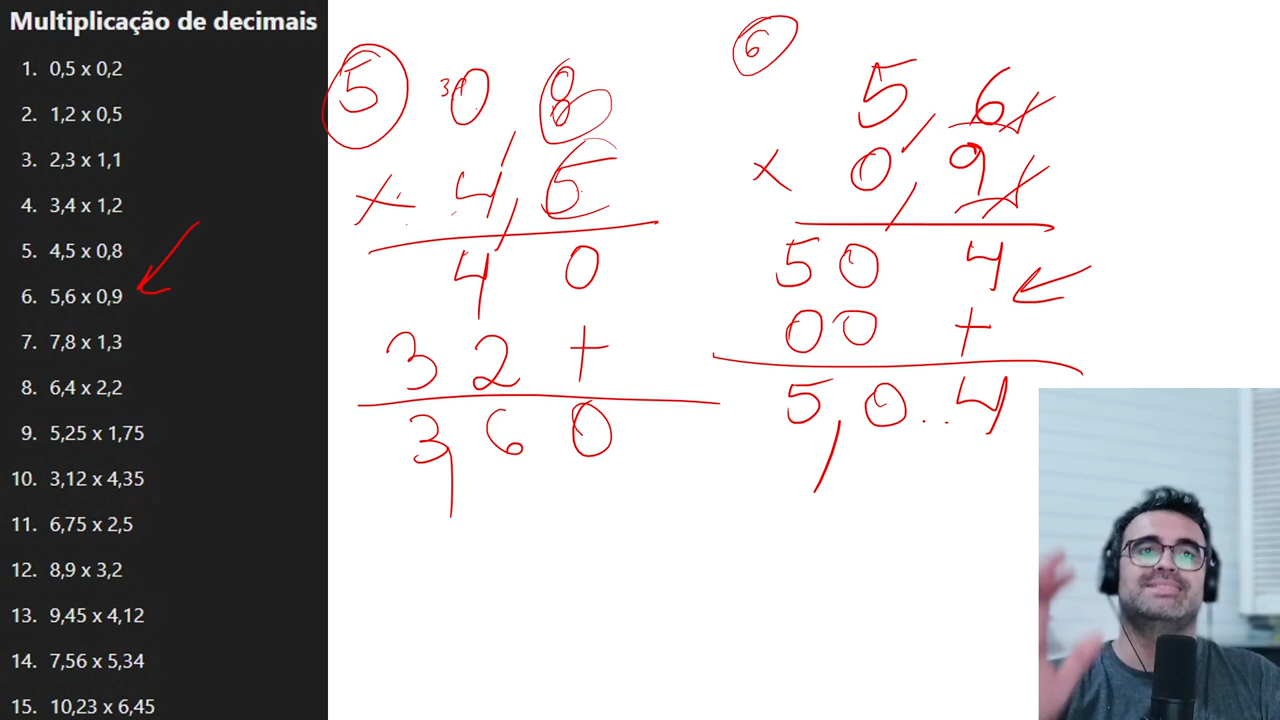 Multiplicação de decimais
1. 0,5 x 0,2
2. 1,2 x 0,5
3. 2,3 x 1,1
4. 3,4 x 1,2
5. 4,5 x 0,8
6. 5,6 x 0,9
7. 7,8 x 1,3
8. 6,4 x 2,2
9. 5,25 x 1,75
10. 3,12 x 4,35
11. 6,75 x 2,5
12. 8,9 x 3,2
13. 9,45 x 4,12
14. 7,56 x 5,34
15. 10,23 x 6,45
5
0,8
x 4,5
40
32+
3,60
6
5,6
x 0,9
504
00+
5,04